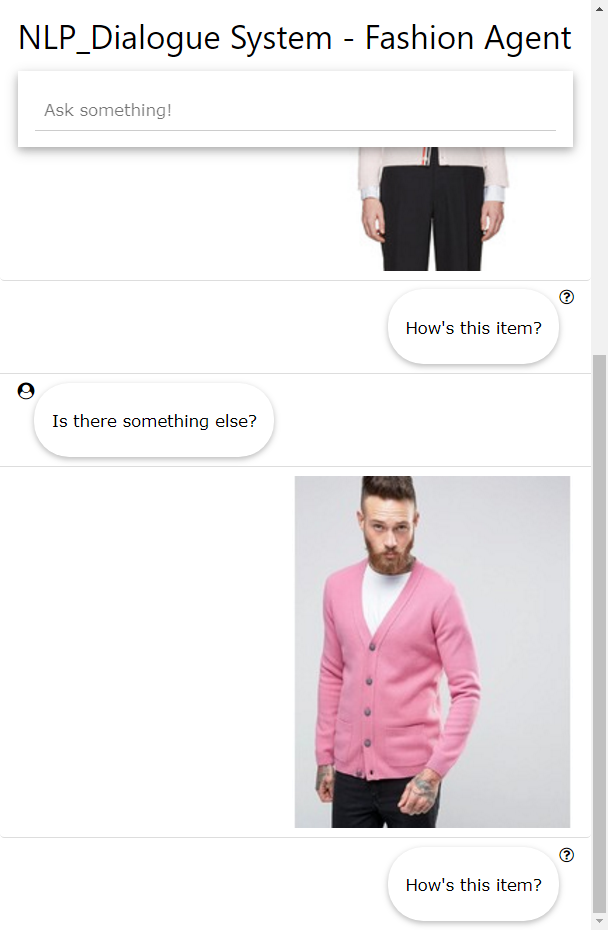 NLP_Dialogue System - Fashion Agent
Ask something!
How's this item?
Is there something else?
How's this item?